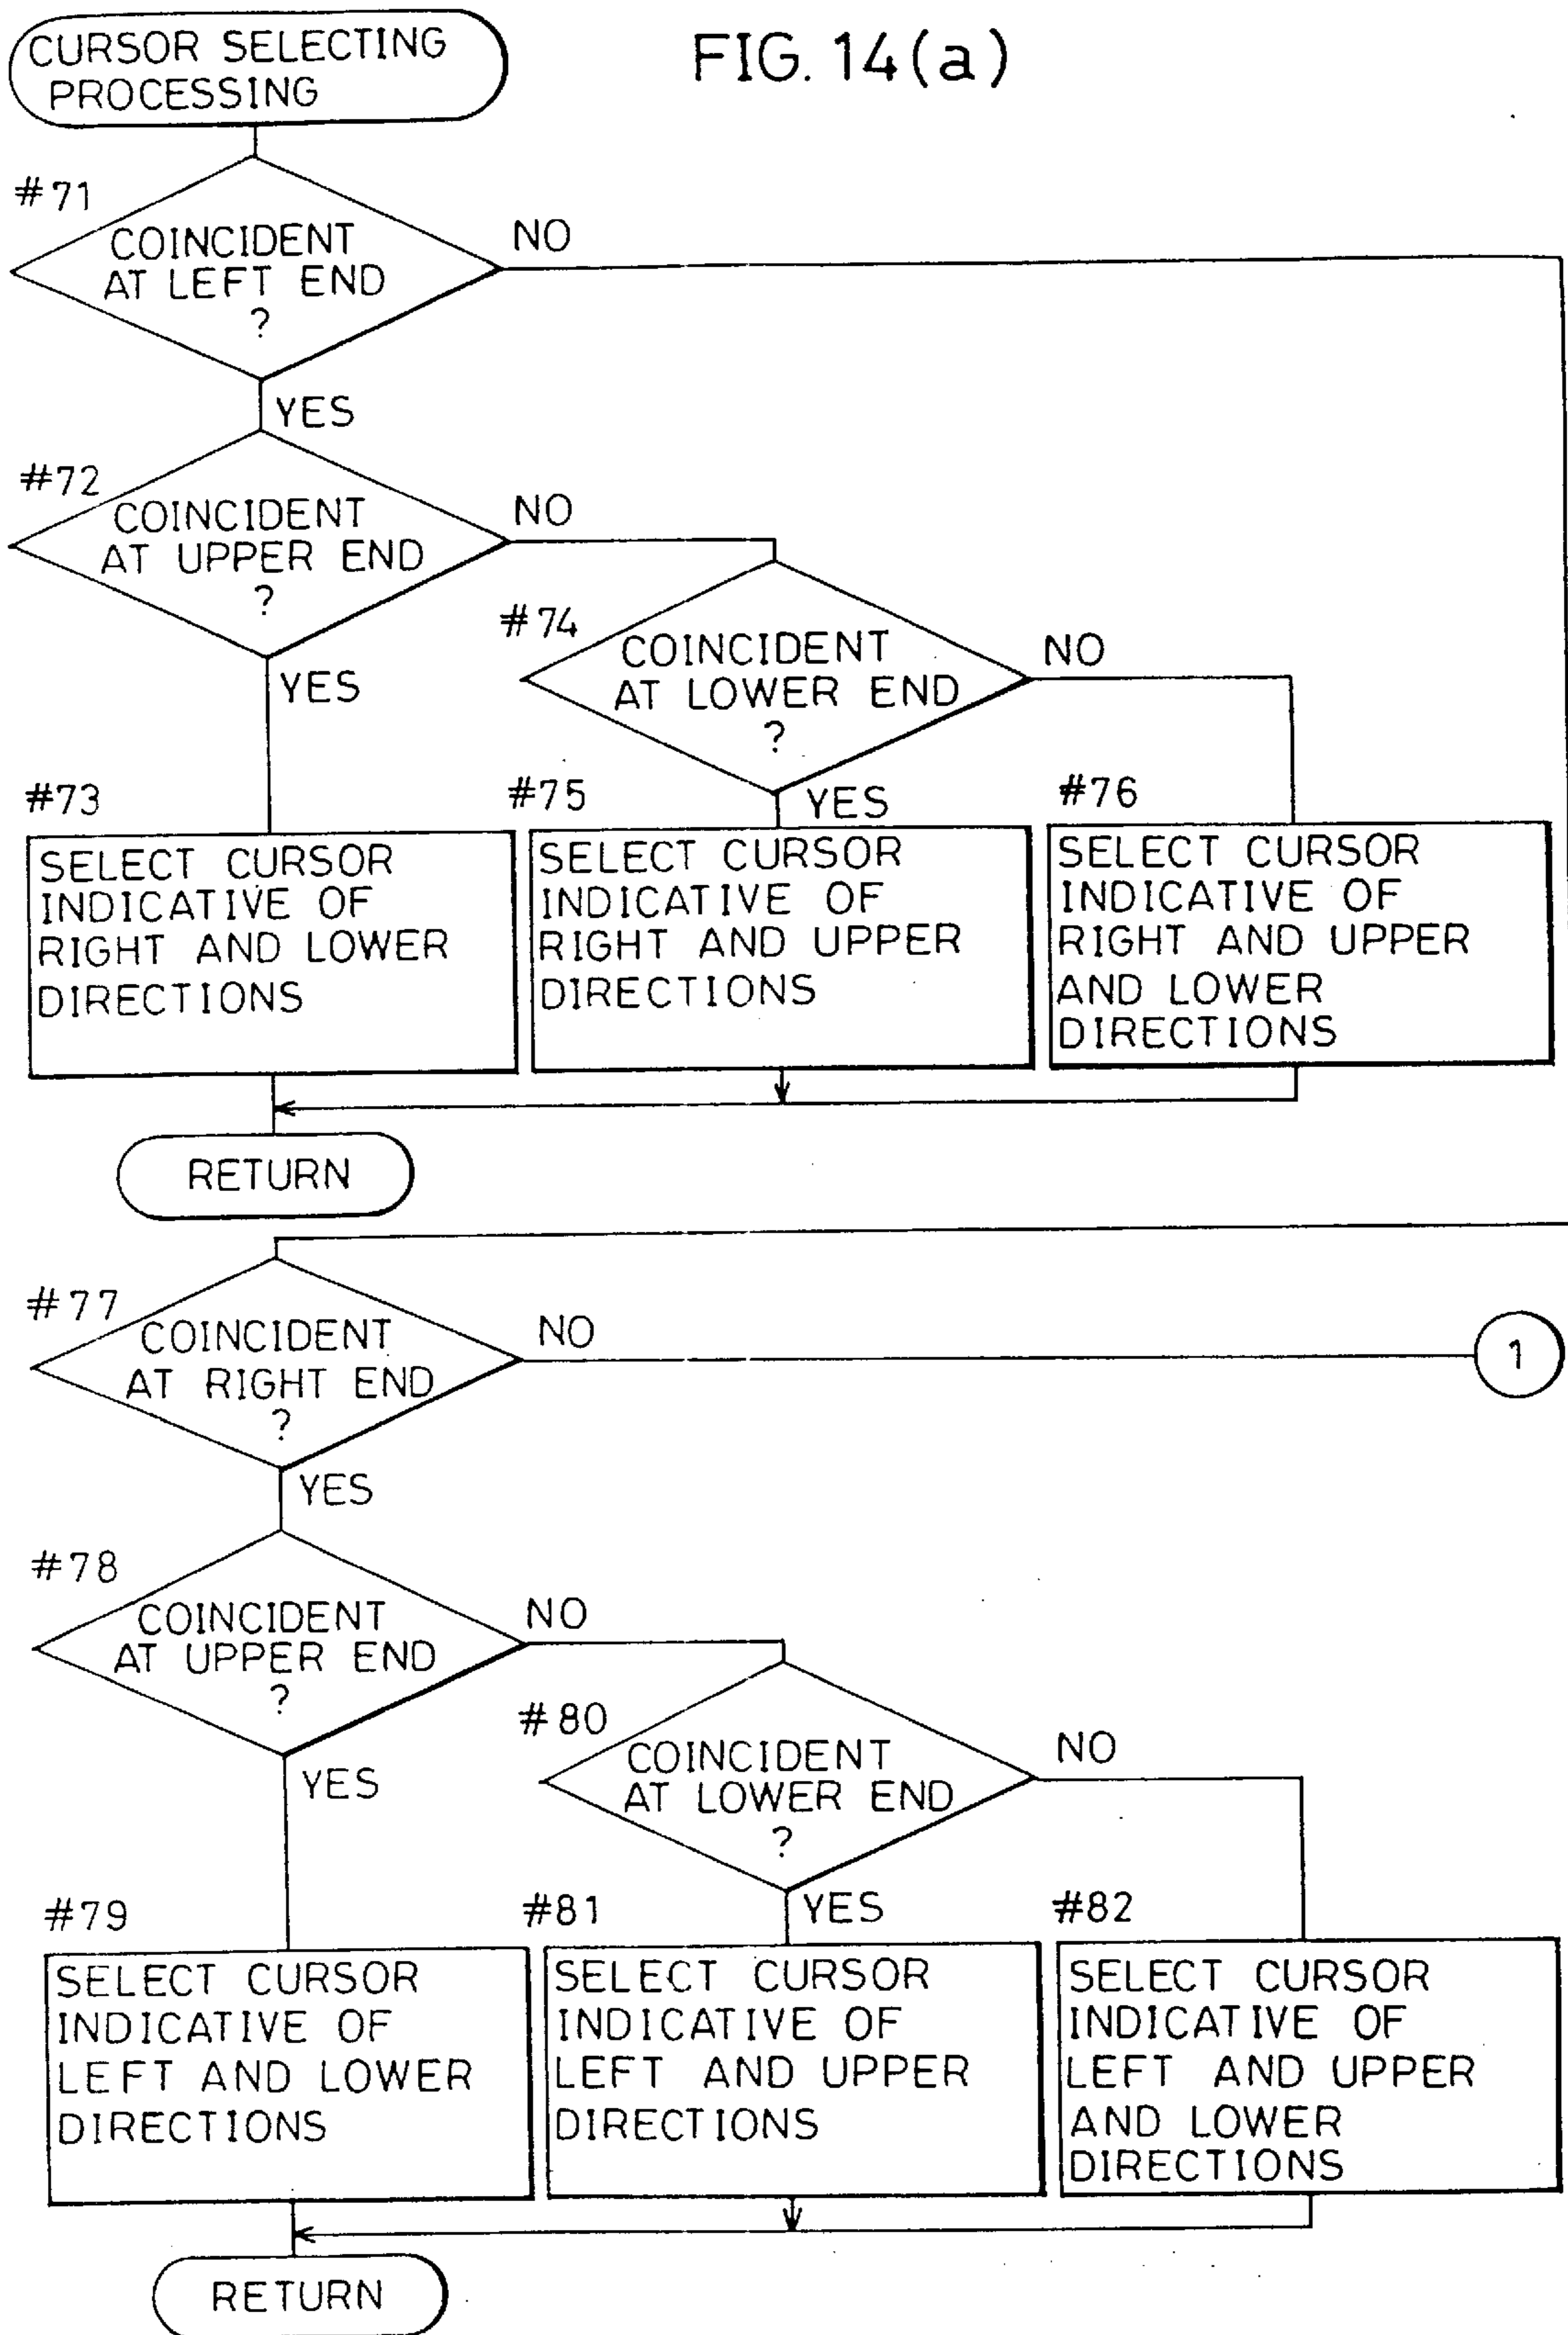 FIG. 14(a)
CURSOR SELECTING
PROCESSING
#71
COINCIDENT
AT LEFT END
?
NO
YES
#72
COINCIDENT
AT UPPER END
?
NO
YES
#74
COINCIDENT
AT LOWER END
?
NO
YES
#73
SELECT CURSOR
INDICATIVE OF
RIGHT AND LOWER
DIRECTIONS
#75
SELECT CURSOR
INDICATIVE OF
RIGHT AND UPPER
DIRECTIONS
#76
SELECT CURSOR
INDICATIVE OF
RIGHT AND UPPER
AND LOWER
DIRECTIONS
RETURN
#77
COINCIDENT
AT RIGHT END
?
NO
1
YES
#78
COINCIDENT
AT UPPER END
?
NO
YES
#80
COINCIDENT
AT LOWER END
?
NO
YES
#79
SELECT CURSOR
INDICATIVE OF
LEFT AND LOWER
DIRECTIONS
#81
SELECT CURSOR
INDICATIVE OF
LEFT AND UPPER
DIRECTIONS
#82
SELECT CURSOR
INDICATIVE OF
LEFT AND UPPER
AND LOWER
DIRECTIONS
RETURN